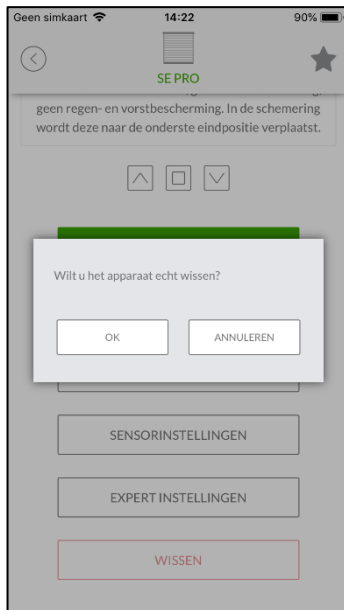 Geen simkaart 14:22 90%
SE PRO
geen regen- en vorstbescherming. In de schemering
wordt deze naar de onderste eindpositie verplaatst.
Wilt u het apparaat echt wissen?
OK ANNULEREN
SENSORINSTELLINGEN
EXPERT INSTELLINGEN
WISSEN